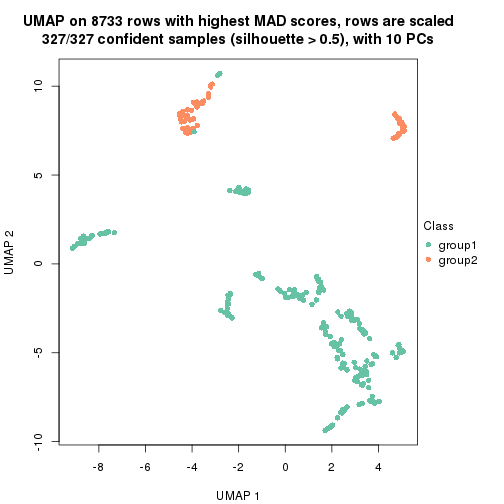 UMAP on 8733 rows with highest MAD scores, rows are scaled
327/327 confident samples (silhouette > 0.5), with 10 PCs
10
5
0
-5
-10
UMAP 2
-8
-6
-4
-2
0
2
4
UMAP 1
Class
group1
group2